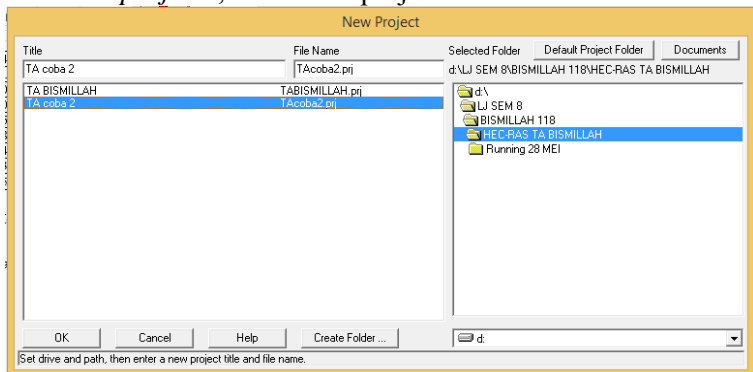 New Project
Title File Name Selected Folder Default Project Folder Documents
TA coba 2 TAcoba2.prj d:\LJ SEM 8\BISMILLAH 118\HEC-RAS TA BISMILLAH
TA BISMILLAH TABISMILLAH.prj
TA coba 2 TAcoba2.prj
d:\
LJ SEM 8
BISMILLAH 118
HEC-RAS TA BISMILLAH
Running 28 MEI
OK Cancel Help Create Folder ... d:
Set drive and path, then enter a new project title and file name.